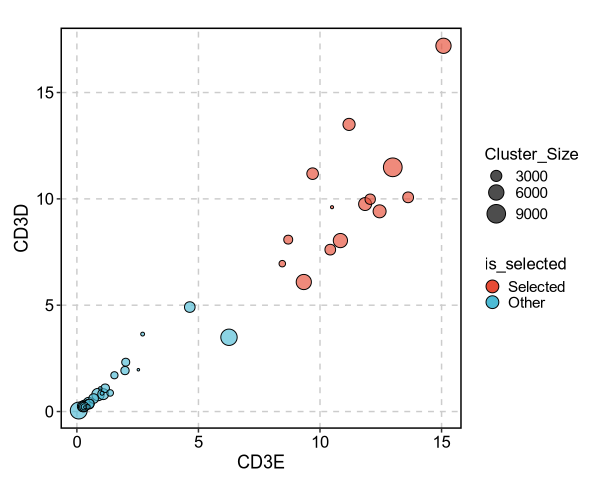 15
10
5
0
CD3D
0
5
10
15
CD3E
Cluster_Size
3000
6000
9000
is_selected
Selected
Other